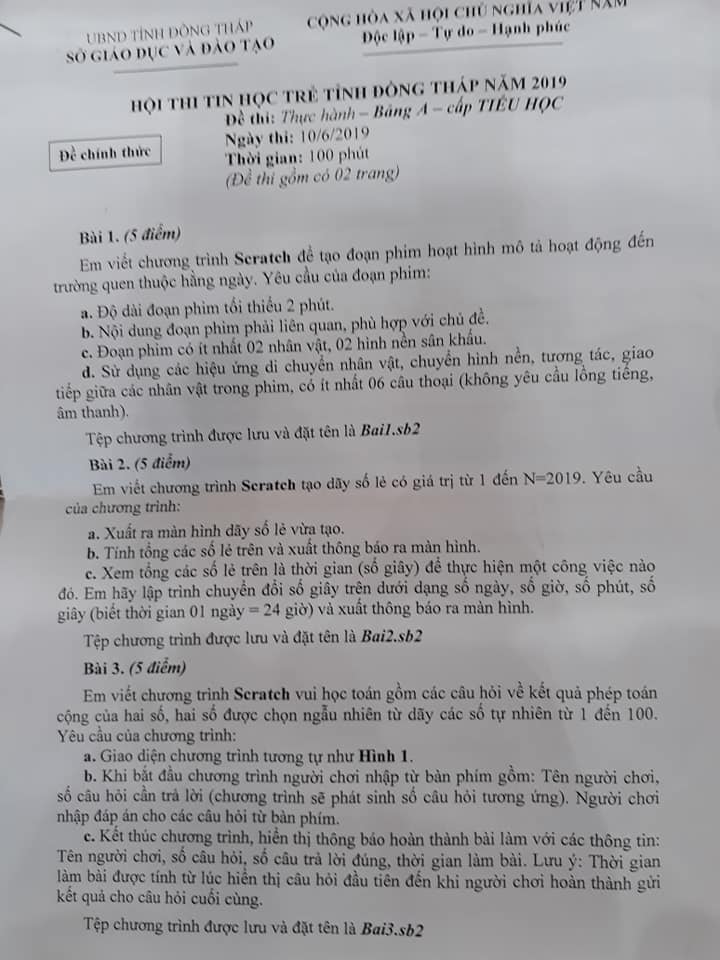 UBND TỈNH ĐỒNG THÁP
SỞ GIÁO DỤC VÀ ĐÀO TẠO
CỘNG HÒA XÃ HỘI CHỦ NGHĨA VIỆT NAM
Độc lập – Tự do – Hạnh phúc
HỘI THI TIN HỌC TRẺ TỈNH ĐỒNG THÁP NĂM 2019
Đề thi: Thực hành – Bảng A – cấp TIỂU HỌC
Ngày thi: 10/6/2019
Đề chính thức
Thời gian: 100 phút
(Đề thi gồm có 02 trang)
Bài 1. (5 điểm)
Em viết chương trình Scratch để tạo đoạn phim hoạt hình mô tả hoạt động đến
trường quen thuộc hằng ngày. Yêu cầu của đoạn phim:
a. Độ dài đoạn phim tối thiểu 2 phút.
b. Nội dung đoạn phim phải liên quan, phù hợp với chủ đề.
c. Đoạn phim có ít nhất 02 nhân vật, 02 hình nền sân khấu.
d. Sử dụng các hiệu ứng di chuyển nhân vật, chuyển hình nền, tương tác, giao
tiếp giữa các nhân vật trong phim, có ít nhất 06 câu thoại (không yêu cầu lồng tiếng,
âm thanh).
Tệp chương trình được lưu và đặt tên là Bai1.sb2
Bài 2. (5 điểm)
Em viết chương trình Scratch tạo dãy số lẻ có giá trị từ 1 đến N=2019. Yêu cầu
của chương trình:
a. Xuất ra màn hình dãy số lẻ vừa tạo.
b. Tính tổng các số lẻ trên và xuất thông báo ra màn hình.
c. Xem tổng các số lẻ trên là thời gian (số giây) để thực hiện một công việc nào
đó. Em hãy lập trình chuyển đổi số giây trên dưới dạng số ngày, số giờ, số phút, số
giây (biết thời gian 01 ngày = 24 giờ) và xuất thông báo ra màn hình.
Tệp chương trình được lưu và đặt tên là Bai2.sb2
Bài 3. (5 điểm)
Em viết chương trình Scratch vui học toán gồm các câu hỏi về kết quả phép toán
cộng của hai số, hai số được chọn ngẫu nhiên từ dãy các số tự nhiên từ 1 đến 100.
Yêu cầu của chương trình:
a. Giao diện chương trình tương tự như Hình 1.
b. Khi bắt đầu chương trình người chơi nhập từ bàn phím gồm: Tên người chơi,
số câu hỏi cần trả lời (chương trình sẽ phát sinh số câu hỏi tương ứng). Người chơi
nhập đáp án cho các câu hỏi từ bàn phím.
c. Kết thúc chương trình, hiển thị thông báo hoàn thành bài làm với các thông tin:
Tên người chơi, số câu hỏi, số câu trả lời đúng, thời gian làm bài. Lưu ý: Thời gian
làm bài được tính từ lúc hiển thị câu hỏi đầu tiên đến khi người chơi hoàn thành gửi
kết quả cho câu hỏi cuối cùng.
Tệp chương trình được lưu và đặt tên là Bai3.sb2